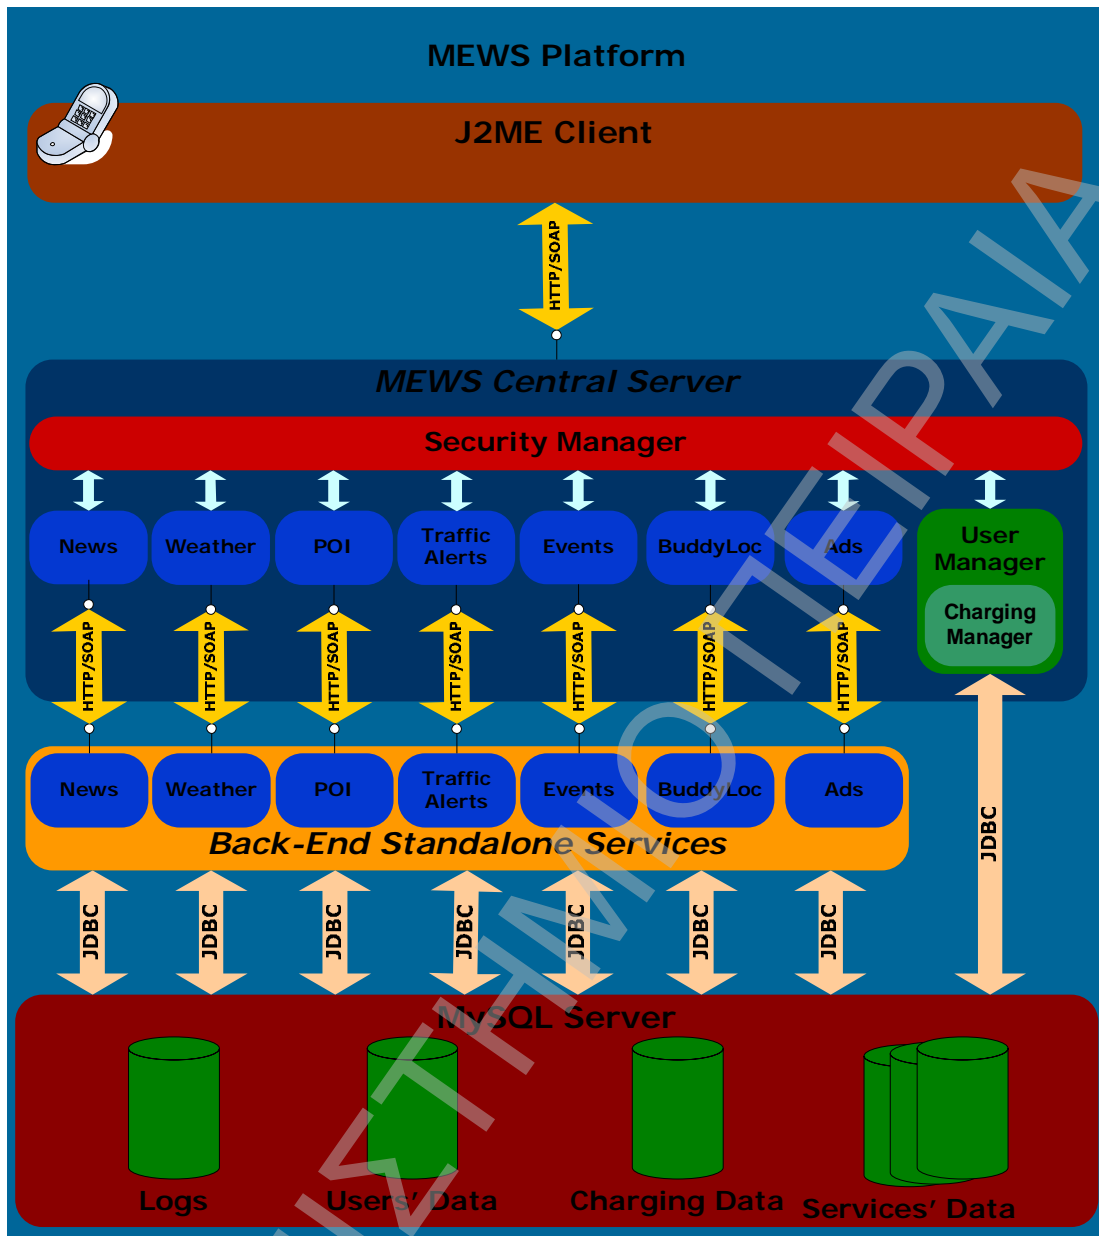 MEWS Platform
J2ME Client
HTTP/SOAP
MEWS Central Server
Security Manager
News
Weather
POI
Traffic
Alerts
Events
BuddyLoc
Ads
User
Manager
Charging
Manager
HTTP/SOAP
HTTP/SOAP
HTTP/SOAP
HTTP/SOAP
HTTP/SOAP
HTTP/SOAP
HTTP/SOAP
News
Weather
POI
Traffic
Alerts
Events
BuddyLoc
Ads
Back-End Standalone Services
JDBC
JDBC
JDBC
JDBC
JDBC
JDBC
JDBC
JDBC
MySQL Server
Logs
Users' Data
Charging Data
Services' Data